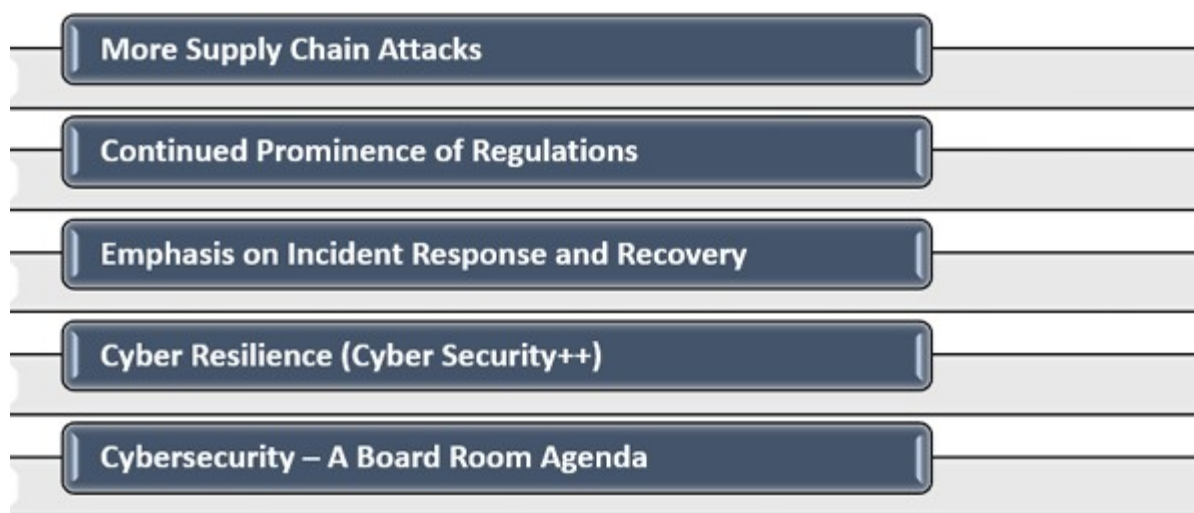 More Supply Chain Attacks
Continued Prominence of Regulations
Emphasis on Incident Response and Recovery
Cyber Resilience (Cyber Security++)
Cybersecurity – A Board Room Agenda